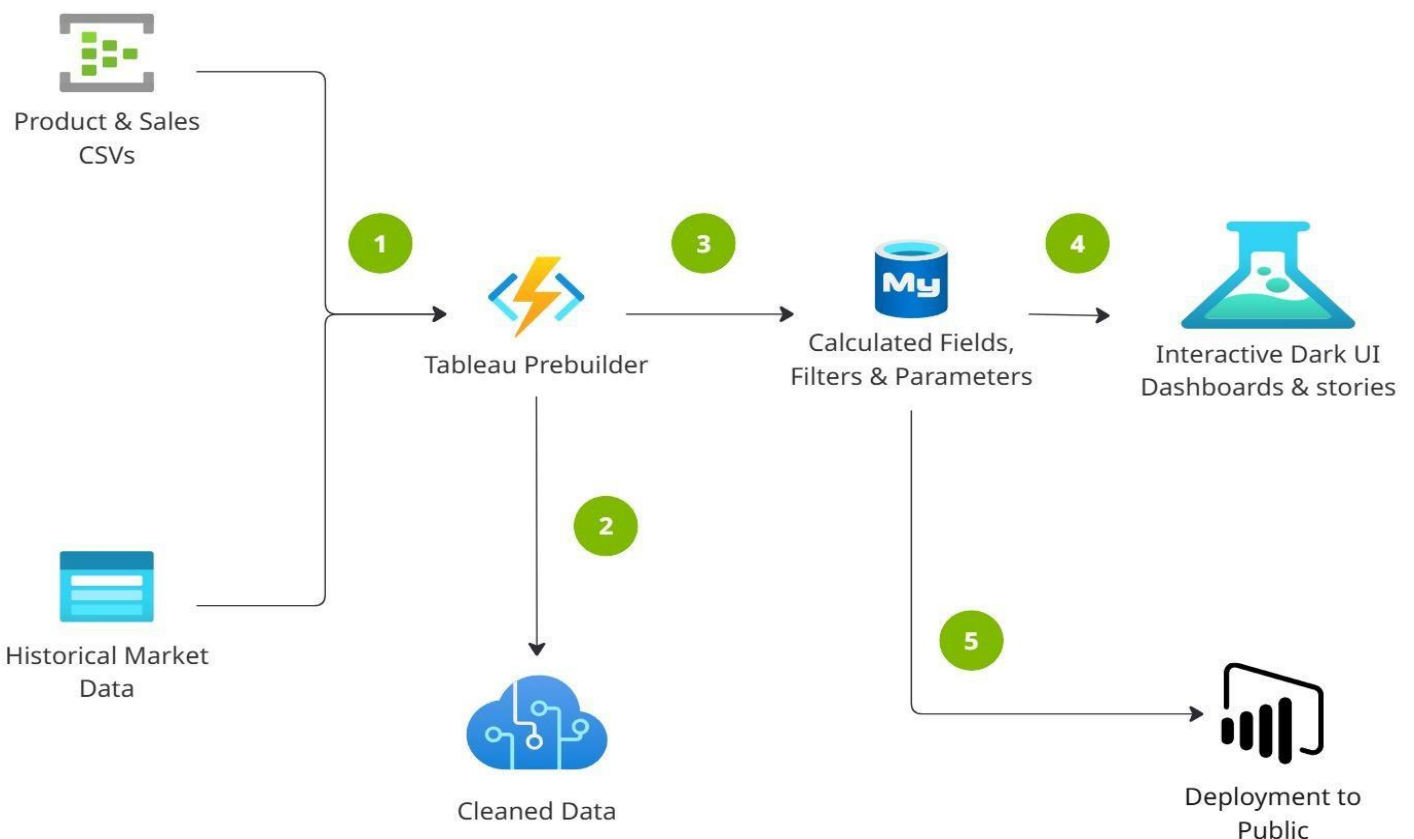 Product & Sales
CSVs
1
3
4
My
Tableau Prebuilder
Calculated Fields,
Filters & Parameters
Interactive Dark UI
Dashboards & stories
2
5
Historical Market
Data
Cleaned Data
Deployment to
Public